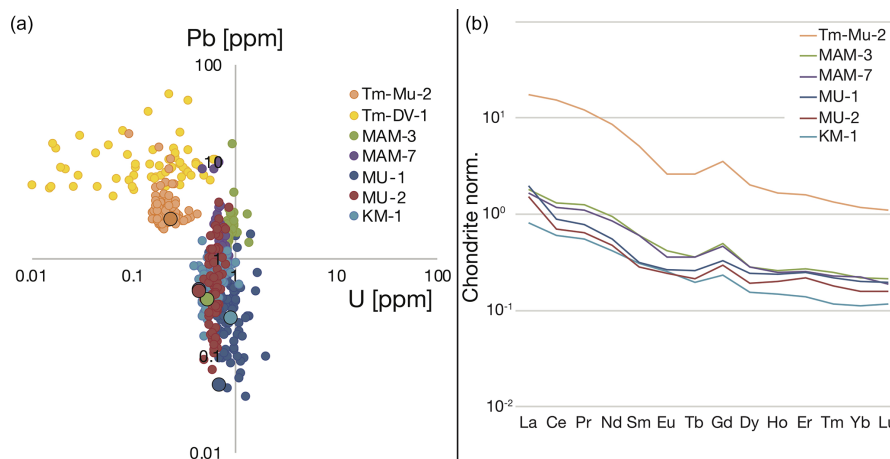 (a)
Pb [ppm]
100
Tm-Mu-2
Tm-DV-1
MAM-3
MAM-7
MU-1
MU-2
KM-1
10
0.01
0.1
1
1
10
100
U [ppm]
0.1
0.01
(b)
Chondrite norm.
Tm-Mu-2
MAM-3
MAM-7
MU-1
MU-2
KM-1
10¹
10⁰
10⁻¹
10⁻²
La Ce Pr Nd Sm Eu Tb Gd Dy Ho Er Tm Yb Lu